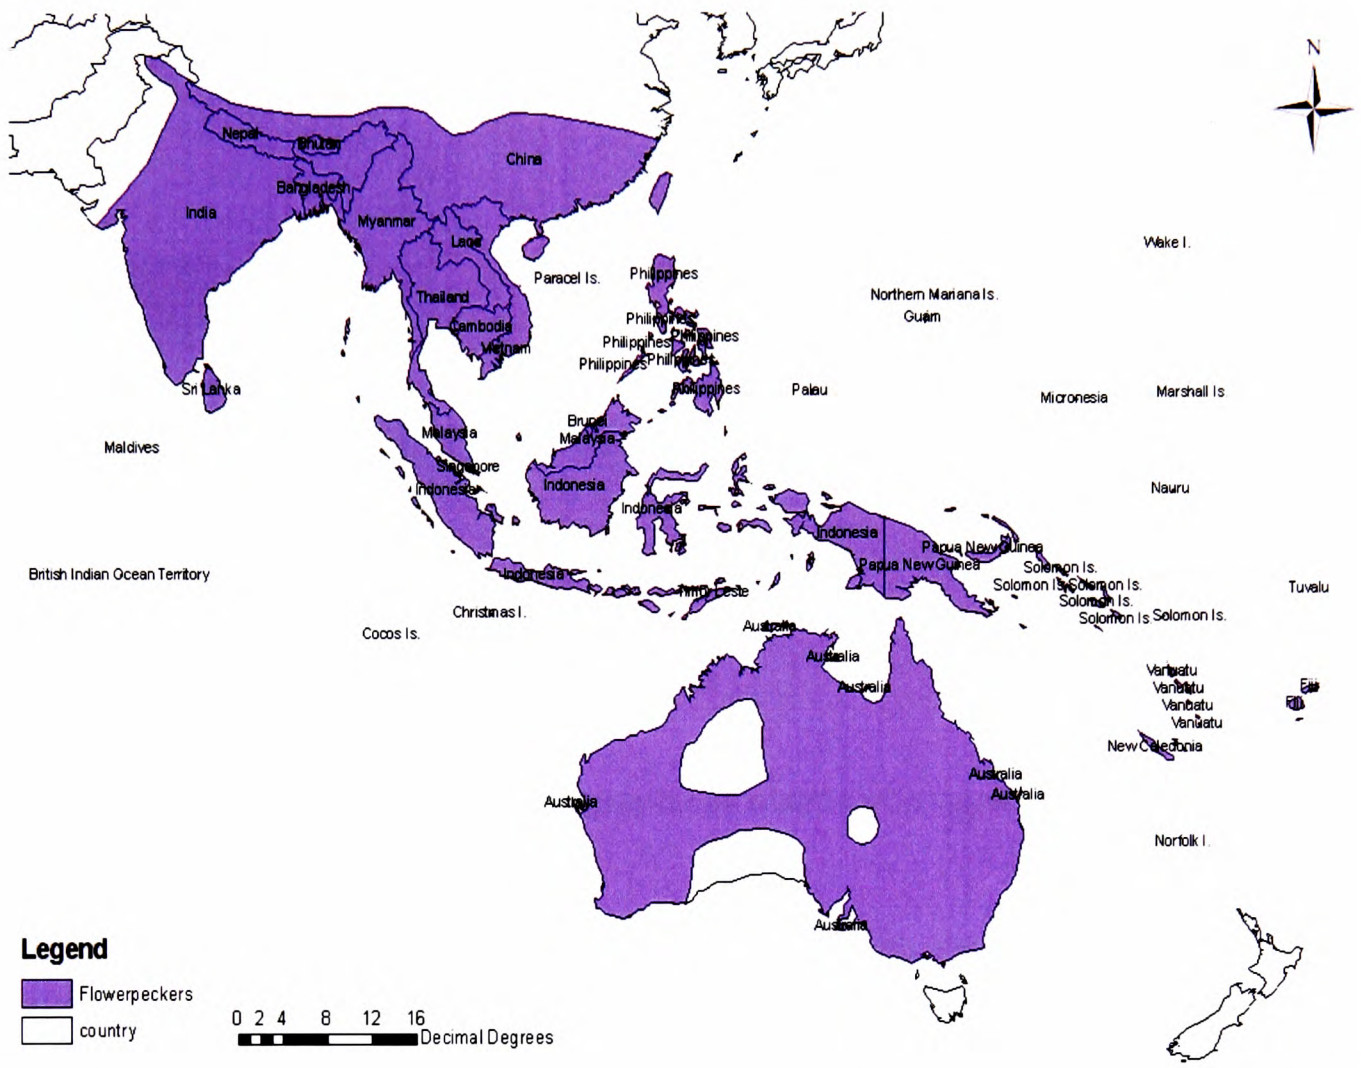 N
Nepal
Bhutan
China
Bangladesh
India
Myanmar
Wake I.
Laos
Paracel Is.
Philippines
Northern Mariana Is.
Thailand
Guam
Philippines
Cambodia
Philippines
Philippines
Vietnam
Philippines
Philippines
Sri Lanka
Philippines
Palau
Micronesia
Marshall Is.
Brunei
Malaysia
Malaysia
Maldives
Singapore
Indonesia
Indonesia
Nauru
Indonesia
Indonesia
Papua New Guinea
Papua New Guinea
Solomon Is.
British Indian Ocean Territory
Indonesia
Timor Leste
Solomon Is.
Solomon Is.
Tuvalu
Solomon Is.
Christmas I.
Solomon Is.
Solomon Is.
Cocos Is.
Australia
Australia
Australia
Vanuatu
Vanuatu
Fiji
Vanuatu
Fiji
Vanuatu
New Caledonia
Australia
Australia
Australia
Norfolk I.
Australia
Legend
Flowerpeckers
country
0 2 4 8 12 16
Decimal Degrees